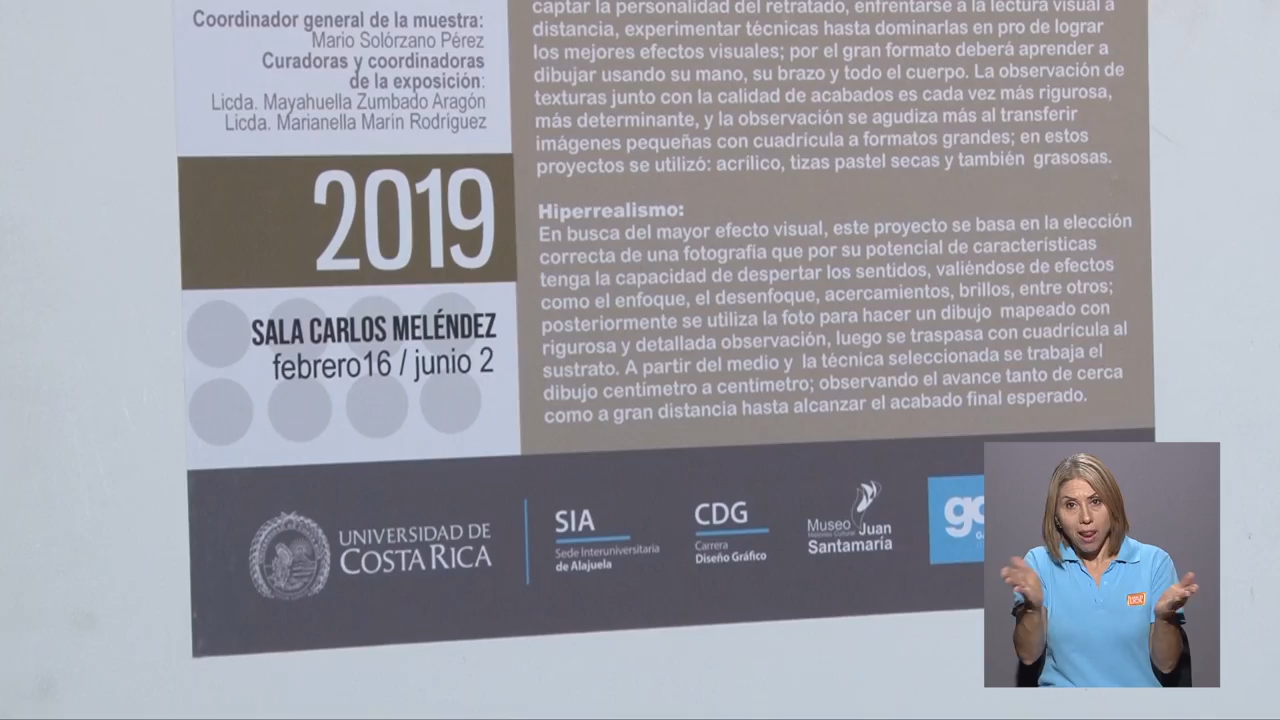 Coordinador general de la muestra:
Mario Solórzano Pérez
Curadoras y coordinadoras
de la exposición:
Licda. Mayahuella Zumbado Aragón
Licda. Marianella Marin Rodríguez
2019
SALA CARLOS MELÉNDEZ
febrero16 / junio 2
captar la personalidad del retratado, enfrentarse a la lectura visual a
distancia, experimentar técnicas hasta dominarlas en pro de lograr
los mejores efectos visuales; por el gran formato deberá aprender a
dibujar usando su mano, su brazo y todo el cuerpo. La observación de
texturas junto con la calidad de acabados es cada vez más rigurosa,
más determinante, y la observación se agudiza más al transferir
imágenes pequeñas con cuadrícula a formatos grandes; en estos
proyectos se utilizó: acrílico, tizas pastel secas y también grasosas.
Hiperrealismo:
En busca del mayor efecto visual, este proyecto se basa en la elección
correcta de una fotografía que por su potencial de características
tenga la capacidad de despertar los sentidos, valiéndose de efectos
como el enfoque, el desenfoque, acercamientos, brillos, entre otros;
posteriormente se utiliza la foto para hacer un dibujo mapeado con
rigurosa y detallada observación, luego se traspasa con cuadrícula al
sustrato. A partir del medio y la técnica seleccionada se trabaja el
dibujo centímetro a centímetro; observando el avance tanto de cerca
como a gran distancia hasta alcanzar el acabado final esperado.
UNIVERSIDAD DE
COSTA RICA
SIA
Sede Interuniversitaria
de Alajuela
CDG
Carrera
Diseño Gráfico
Museo
Juan
Santamaría